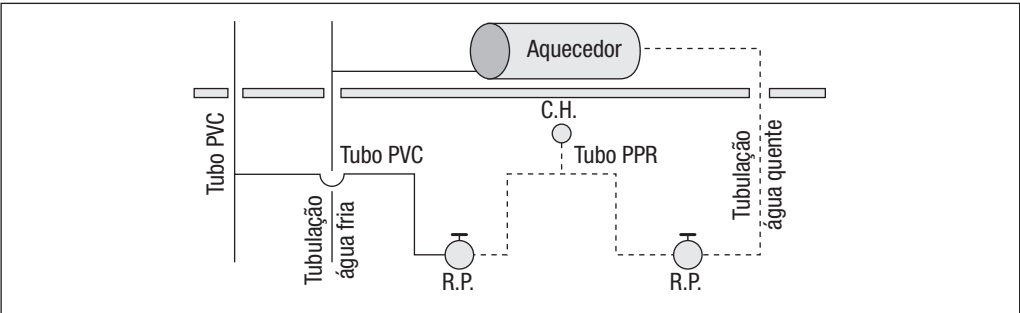 Aquecedor
C.H.
Tubo PVC
Tubo PVC
Tubo PPR
Tubulação
água quente
Tubulação
água fria
R.P.
R.P.